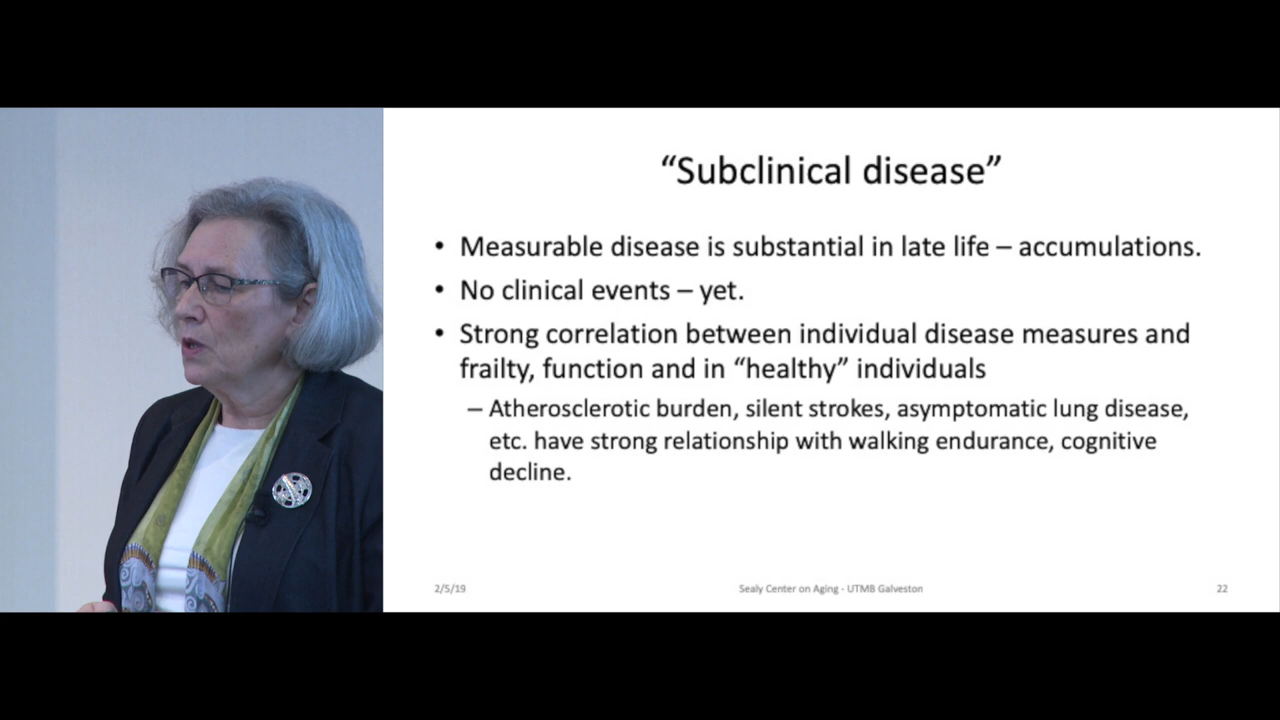 “Subclinical disease”
• Measurable disease is substantial in late life – accumulations.
• No clinical events – yet.
• Strong correlation between individual disease measures and
frailty, function and in “healthy” individuals
– Atherosclerotic burden, silent strokes, asymptomatic lung disease,
etc. have strong relationship with walking endurance, cognitive
decline.
2/5/19
Sealy Center on Aging - UTMB Galveston
22